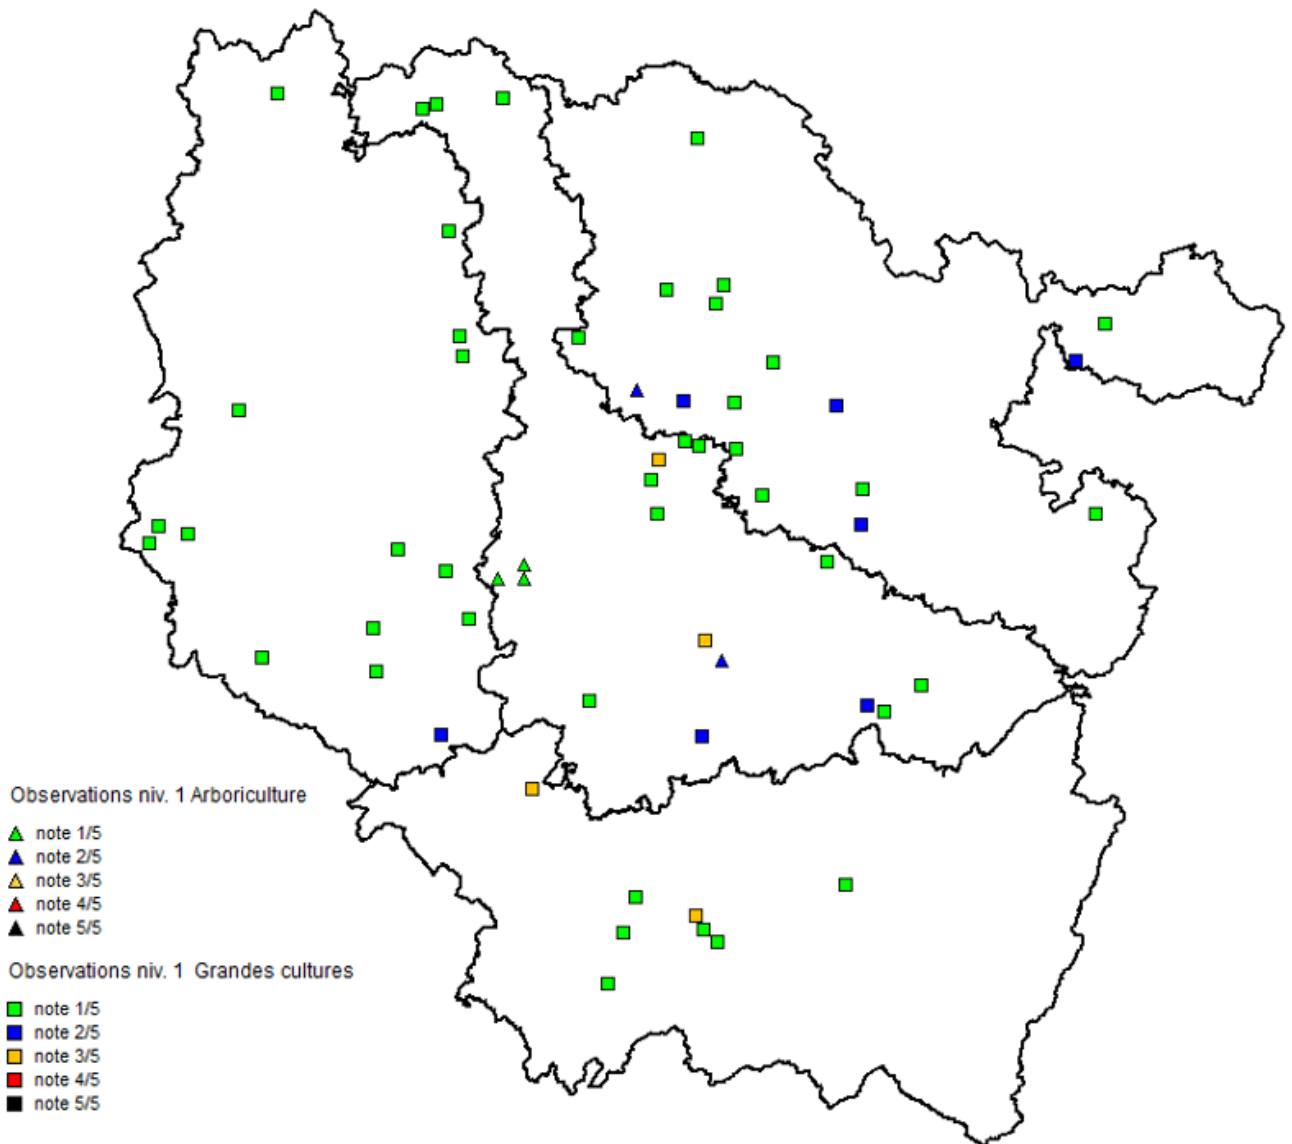 Observations niv. 1 Arboriculture
note 1/5
note 2/5
note 3/5
note 4/5
note 5/5
Observations niv. 1 Grandes cultures
note 1/5
note 2/5
note 3/5
note 4/5
note 5/5